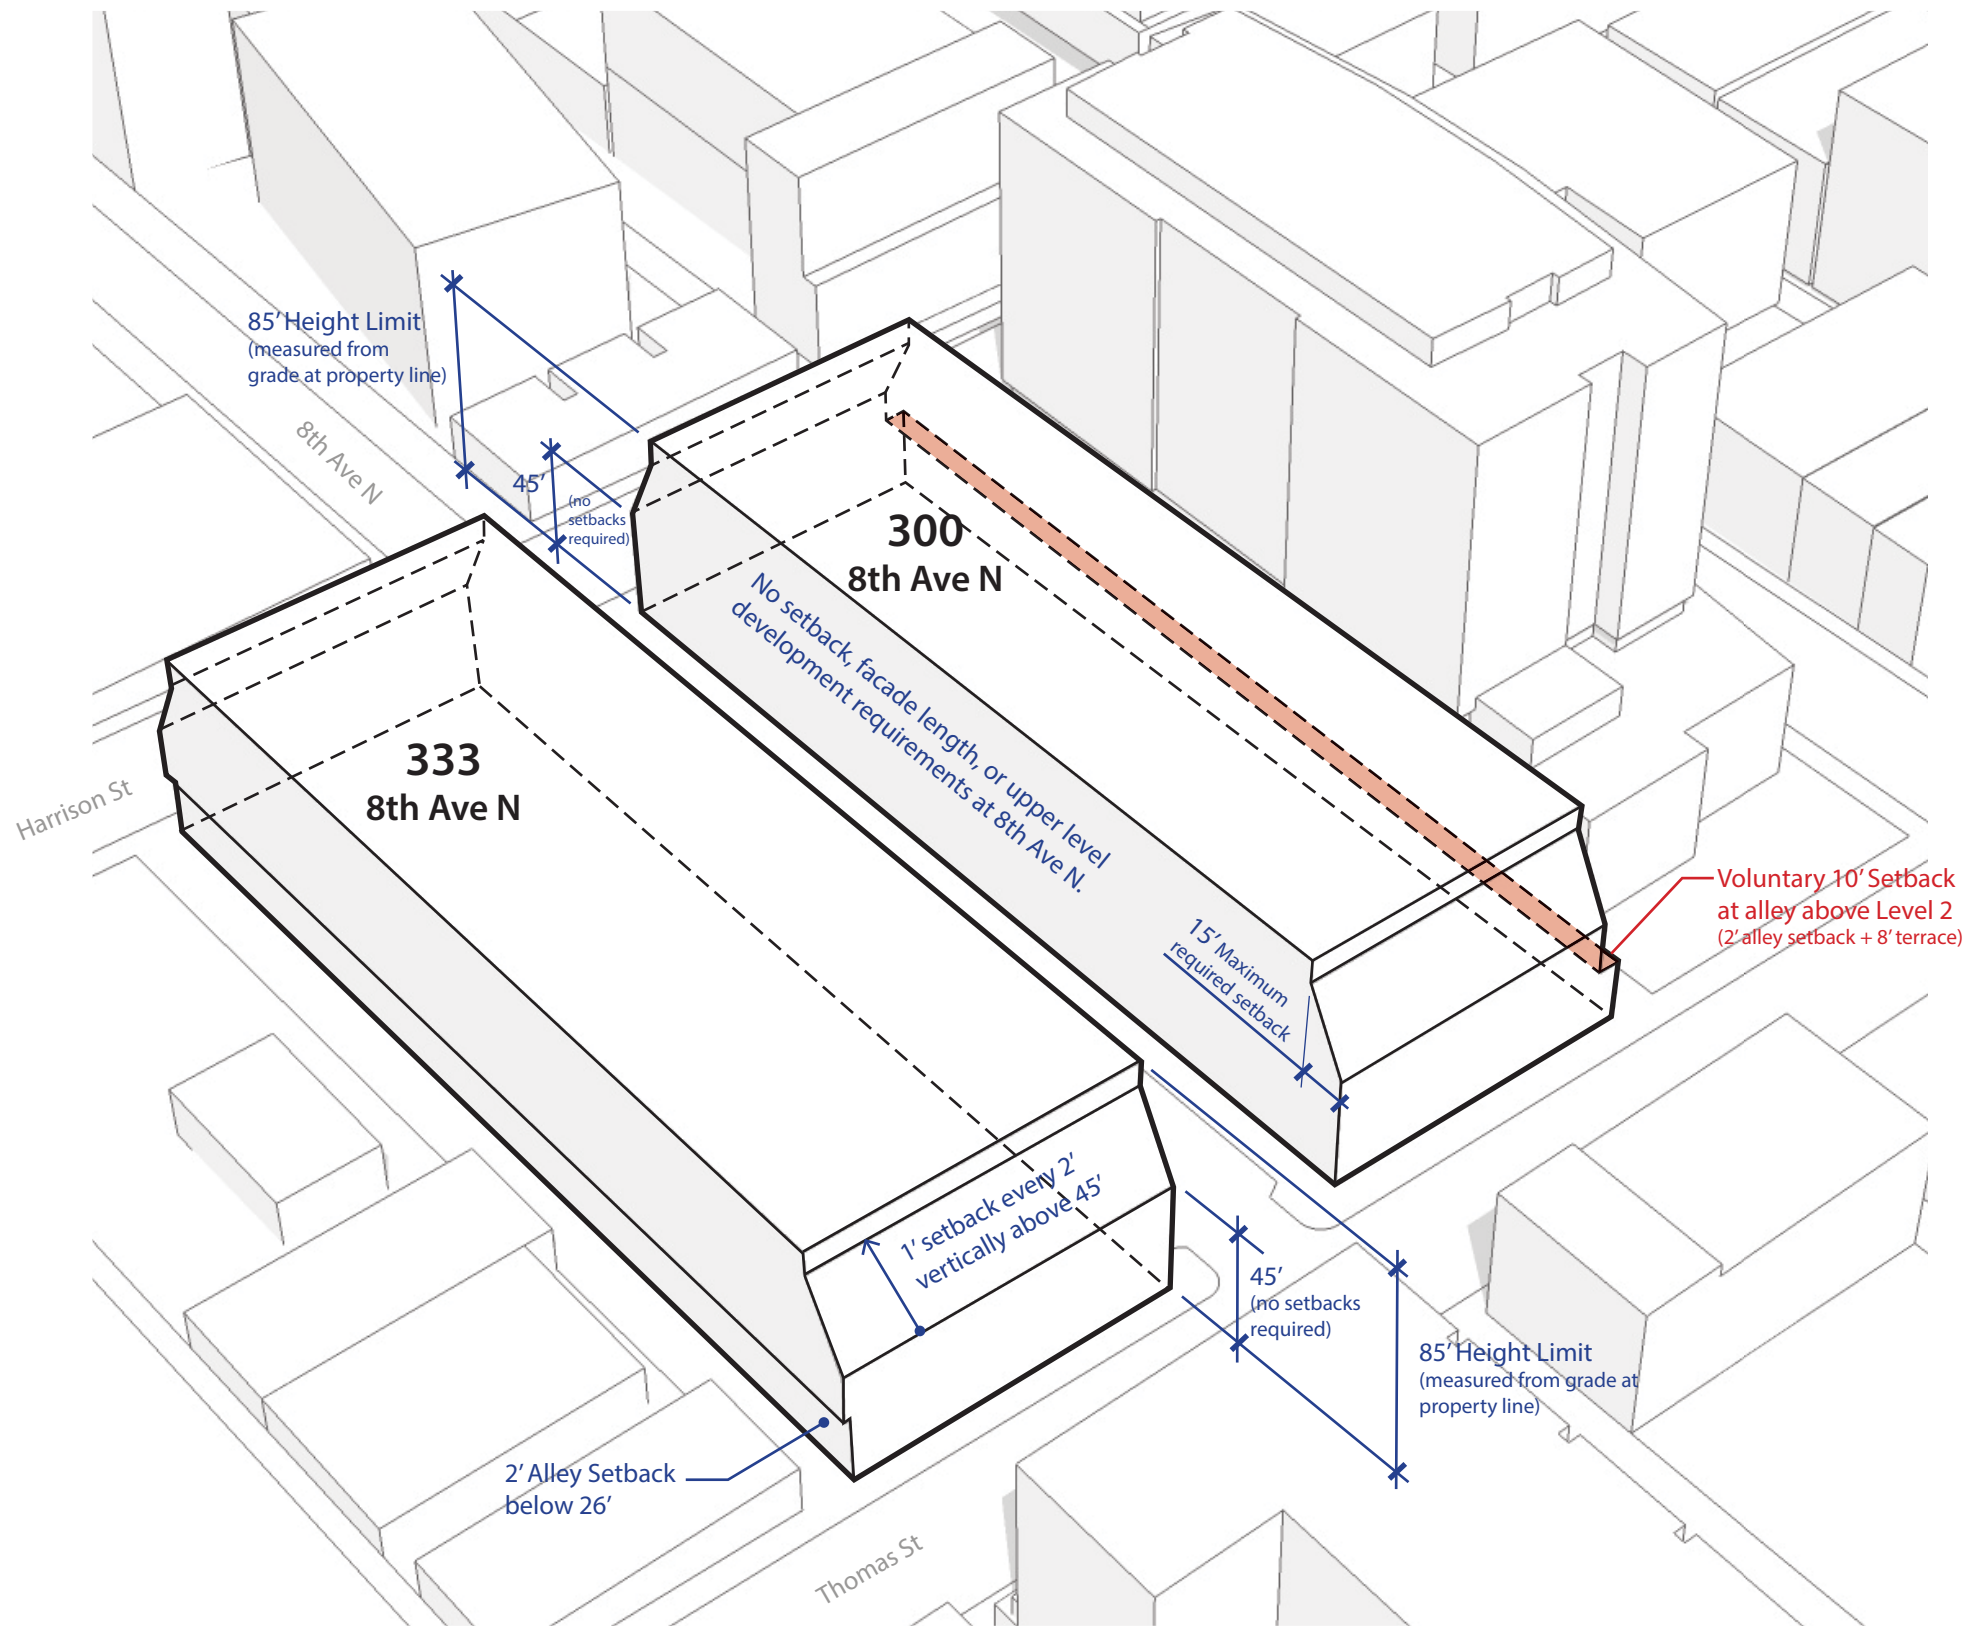 85' Height Limit
(measured from
grade at property line)
8th Ave N
45'
(no
setbacks
required)
300
8th Ave N
No setback, facade length, or upper level
development requirements at 8th Ave N.
333
8th Ave N
Harrison St
15' Maximum
required setback
Voluntary 10' Setback
at alley above Level 2
(2' alley setback + 8' terrace)
1' setback every 2'
vertically above 45'
45'
(no setbacks
required)
85' Height Limit
(measured from grade at
property line)
2' Alley Setback
below 26'
Thomas St